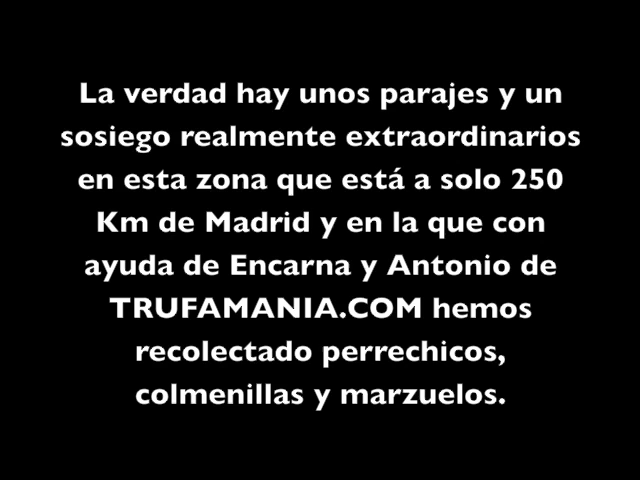 La verdad hay unos parajes y un
sosiego realmente extraordinarios
en esta zona que está a solo 250
Km de Madrid y en la que con
ayuda de Encarna y Antonio de
TRUFAMANIA.COM hemos
recolectado perrechicos,
colmenillas y marzuelos.